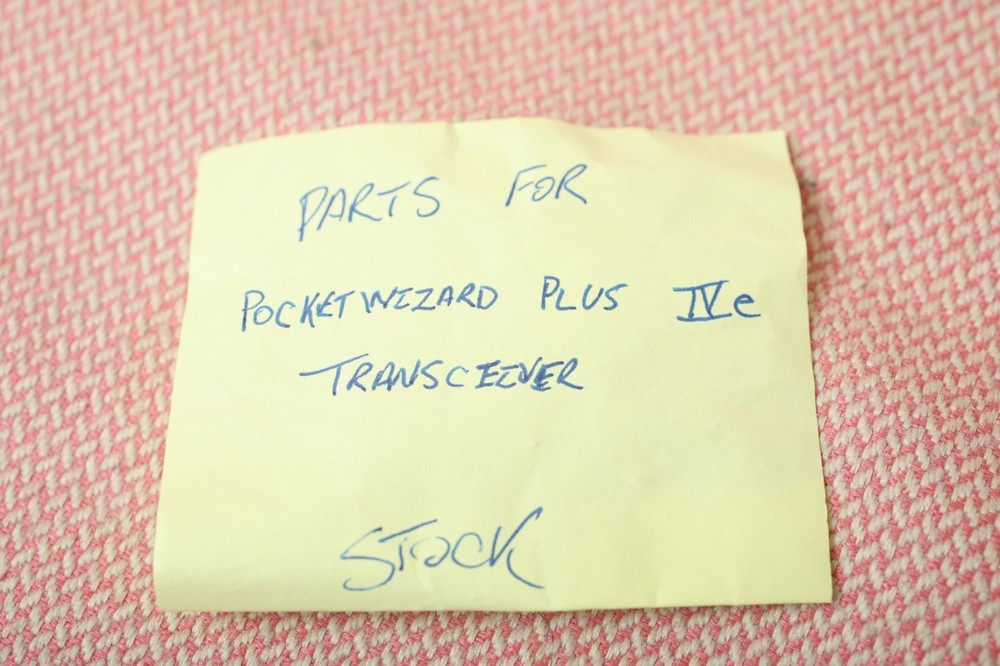 PARTS FOR
POCKETWIZARD PLUS IVe
TRANSCEIVER
STOCK